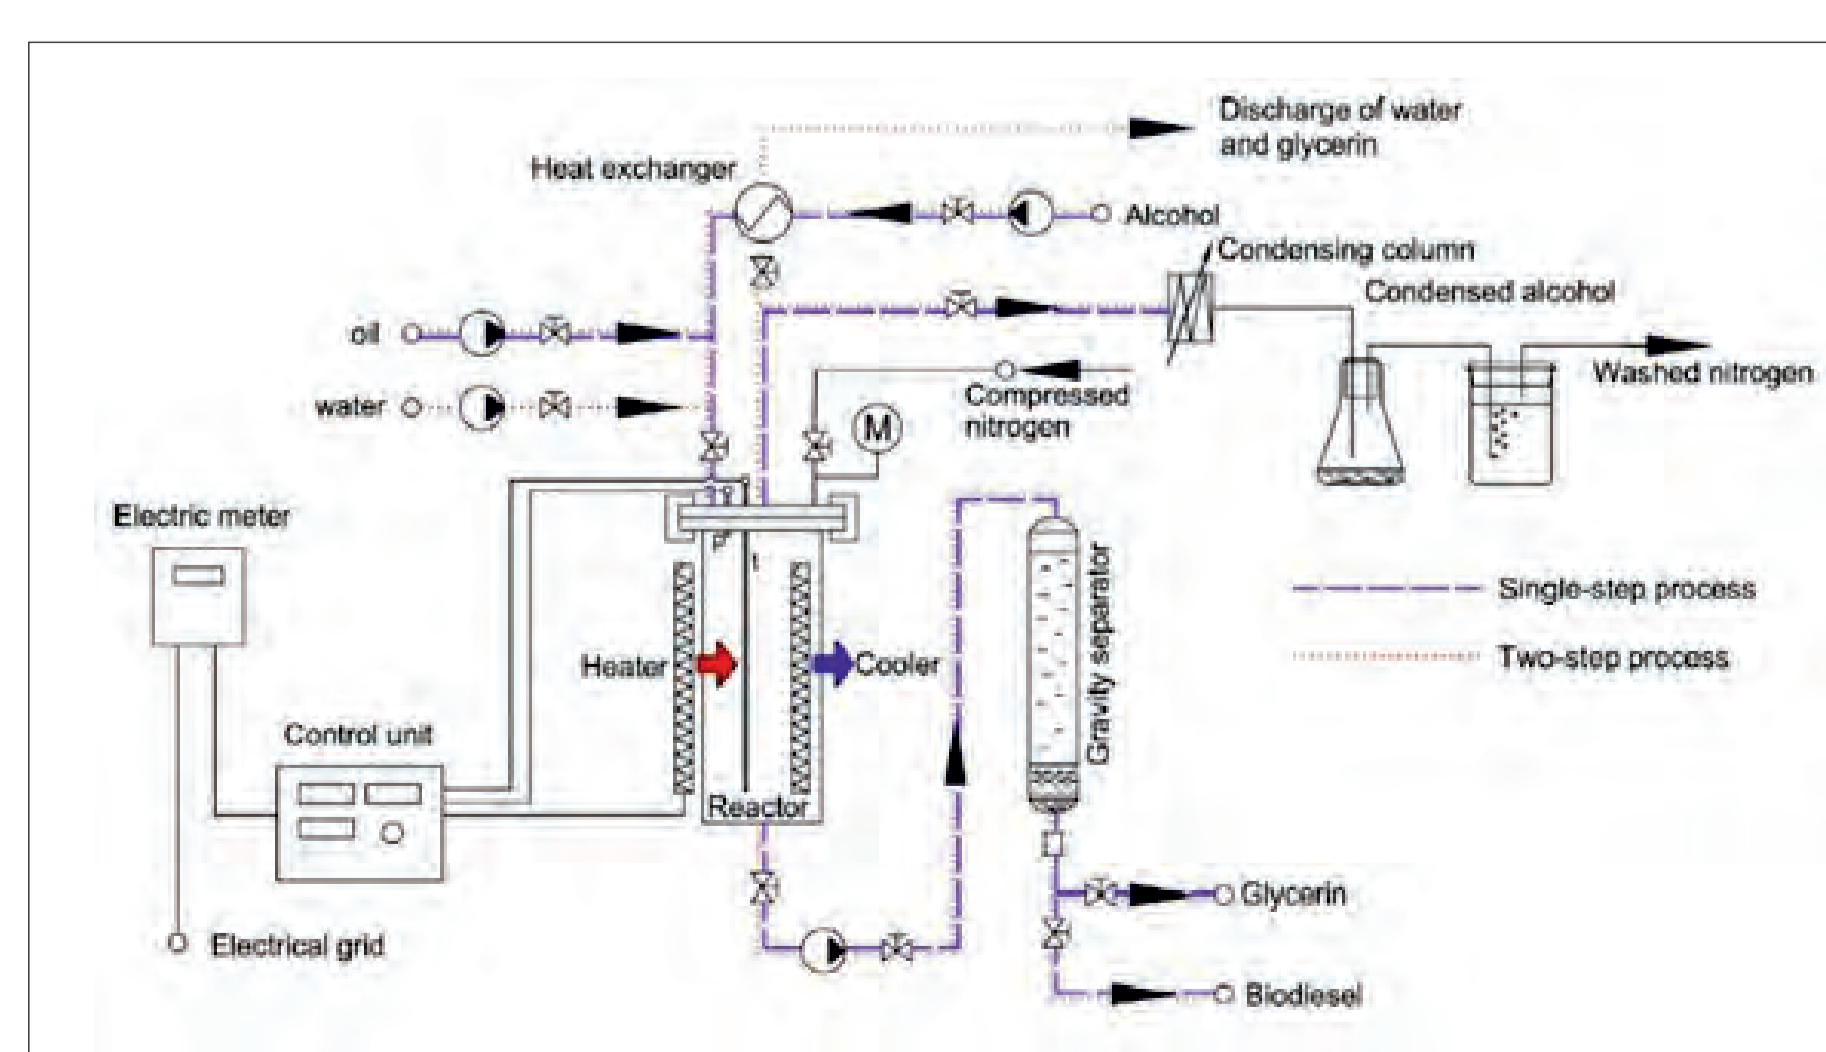 Discharge of water
and glycerin
Heat exchanger
Alcohol
Condensing column
Condensed alcohol
oil
Washed nitrogen
water
Compressed
nitrogen
M
Electric meter
P
t
Gravity separator
Single-step process
Heater
Cooler
Two-step process
Control unit
Reactor
Glycerin
Electrical grid
Biodiesel